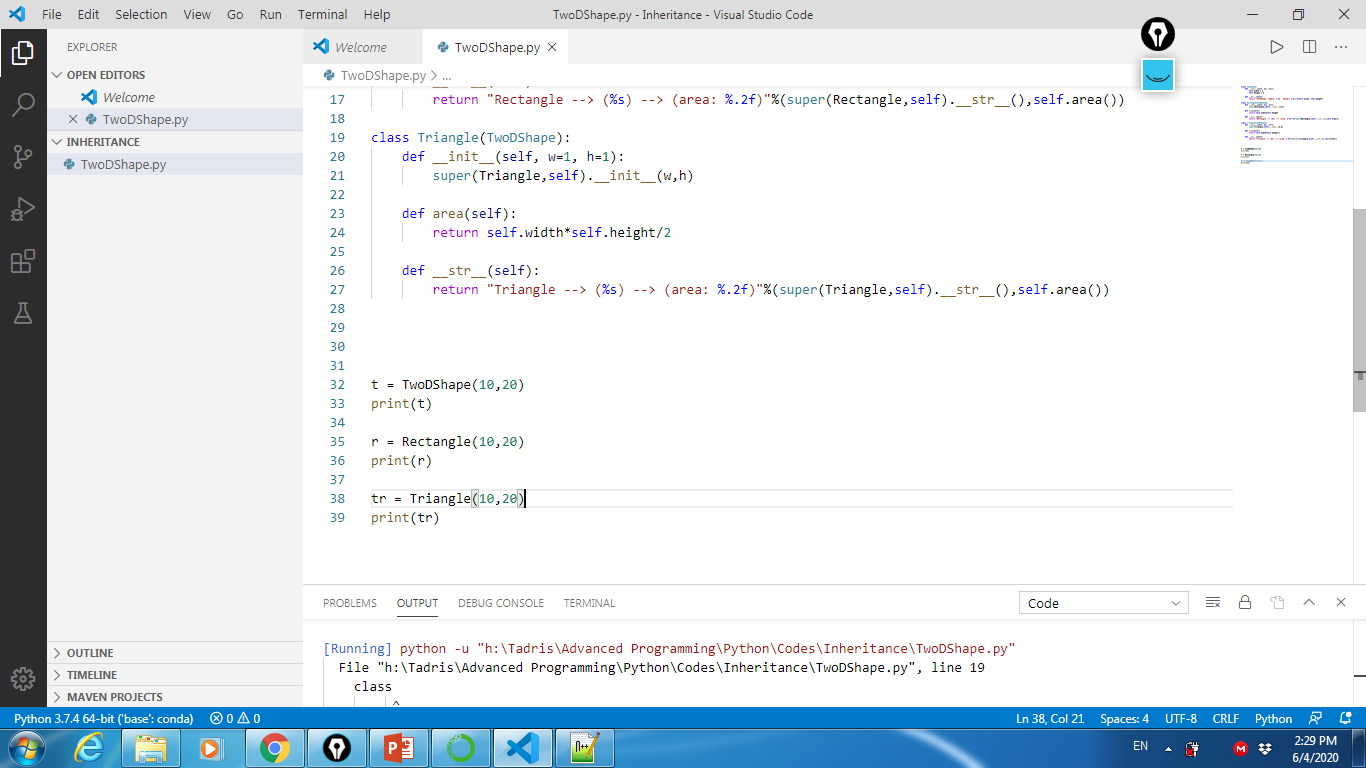 File Edit Selection View Go Run Terminal Help TwoDShape.py - Inheritance - Visual Studio Code
EXPLORER
OPEN EDITORS
Welcome
TwoDShape.py
INHERITANCE
TwoDShape.py
OUTLINE
TIMELINE
MAVEN PROJECTS
Welcome TwoDShape.py
TwoDShape.py > ...
17 return "Rectangle --> (%s) --> (area: %.2f)"%(super(Rectangle,self).__str__(),self.area())
18
19 class Triangle(TwoDShape):
20 def __init__(self, w=1, h=1):
21 super(Triangle,self).__init__(w,h)
22
23 def area(self):
24 return self.width*self.height/2
25
26 def __str__(self):
27 return "Triangle --> (%s) --> (area: %.2f)"%(super(Triangle,self).__str__(),self.area())
28
29
30
31
32 t = TwoDShape(10,20)
33 print(t)
34
35 r = Rectangle(10,20)
36 print(r)
37
38 tr = Triangle(10,20)
39 print(tr)
PROBLEMS OUTPUT DEBUG CONSOLE TERMINAL Code
[Running] python -u "h:\Tadris\Advanced Programming\Python\Codes\Inheritance\TwoDShape.py"
File "h:\Tadris\Advanced Programming\Python\Codes\Inheritance\TwoDShape.py", line 19
class
^
Python 3.7.4 64-bit ('base': conda) 0 0 Ln 38, Col 21 Spaces: 4 UTF-8 CRLF Python
EN 2:29 PM
6/4/2020